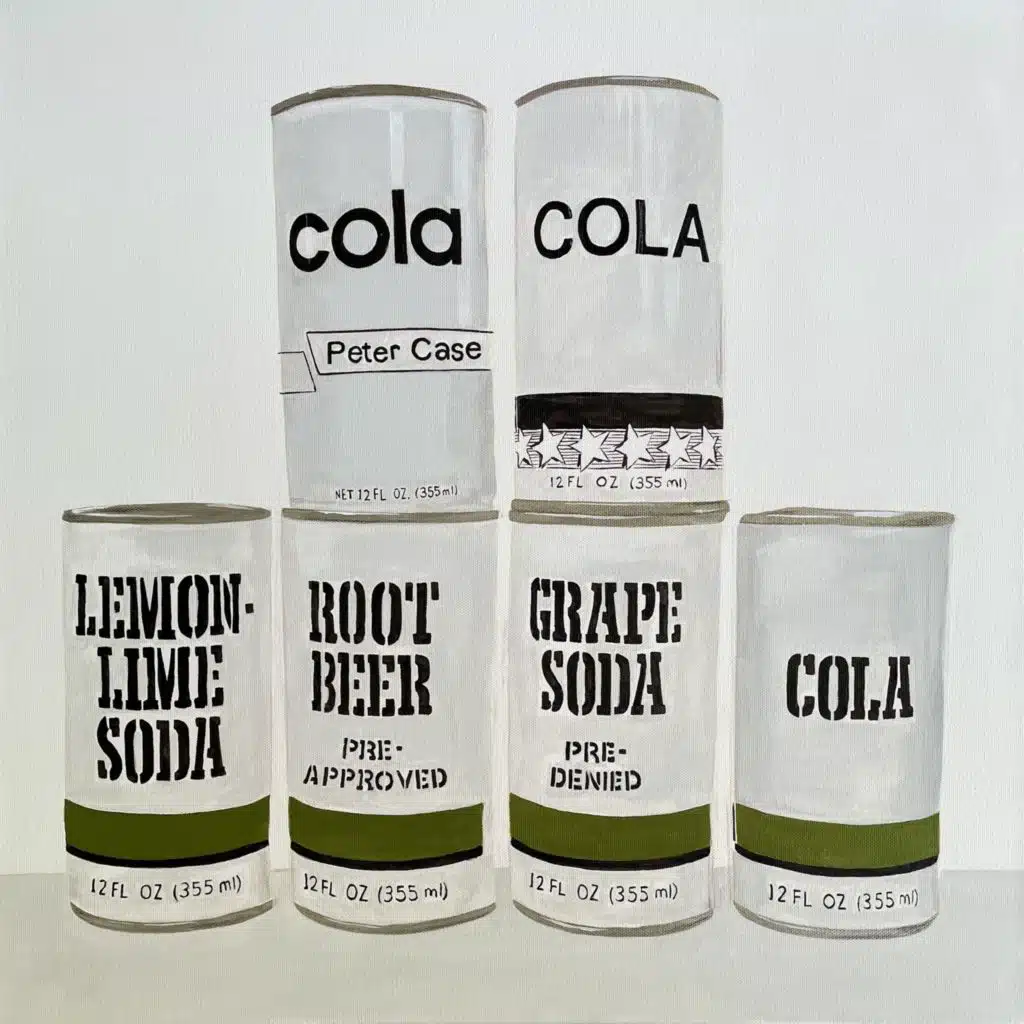 cola
Peter Case
NET 12 FL OZ. (355 ml)
COLA
12 FL OZ (355 ml)
LEMON-
LIME
SODA
12 FL OZ (355 ml)
ROOT
BEER
PRE-
APPROVED
12 FL OZ (355 ml)
GRAPE
SODA
PRE-
DENIED
12 FL OZ (355 ml)
COLA
12 FL OZ (355 ml)